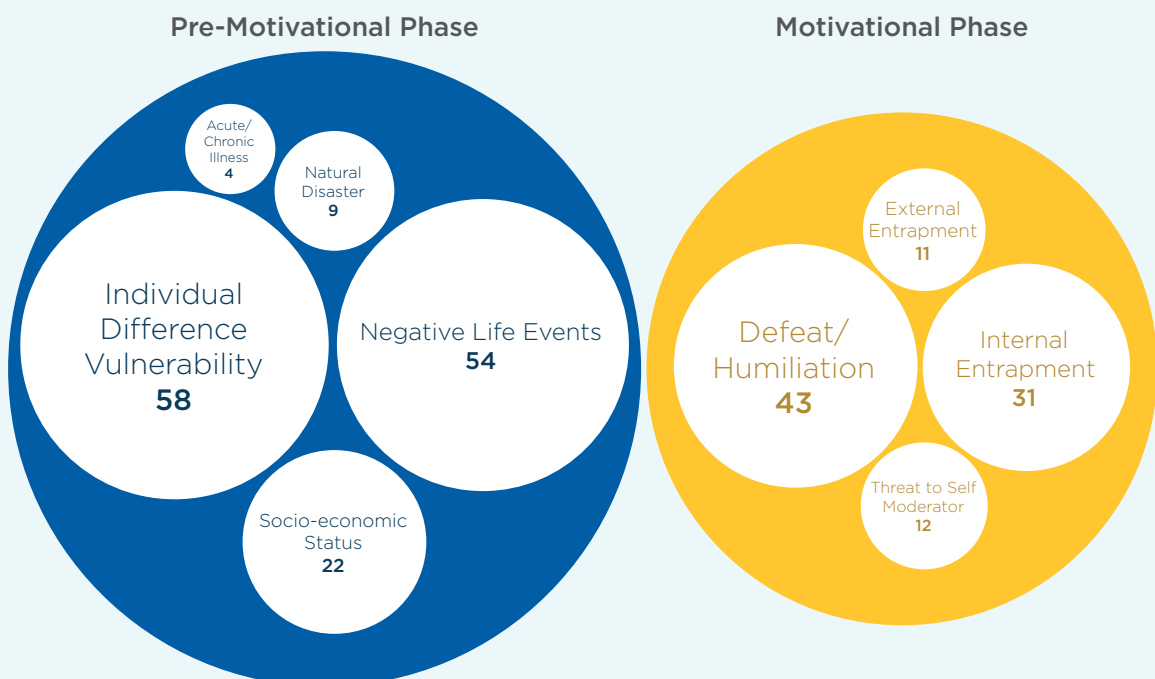 Pre-Motivational Phase
Acute/
Chronic
Illness
4
Natural
Disaster
9
Individual
Difference
Vulnerability
58
Negative Life Events
54
Socio-economic
Status
22
Motivational Phase
External
Entrapment
11
Defeat/
Humiliation
43
Internal
Entrapment
31
Threat to Self
Moderator
12